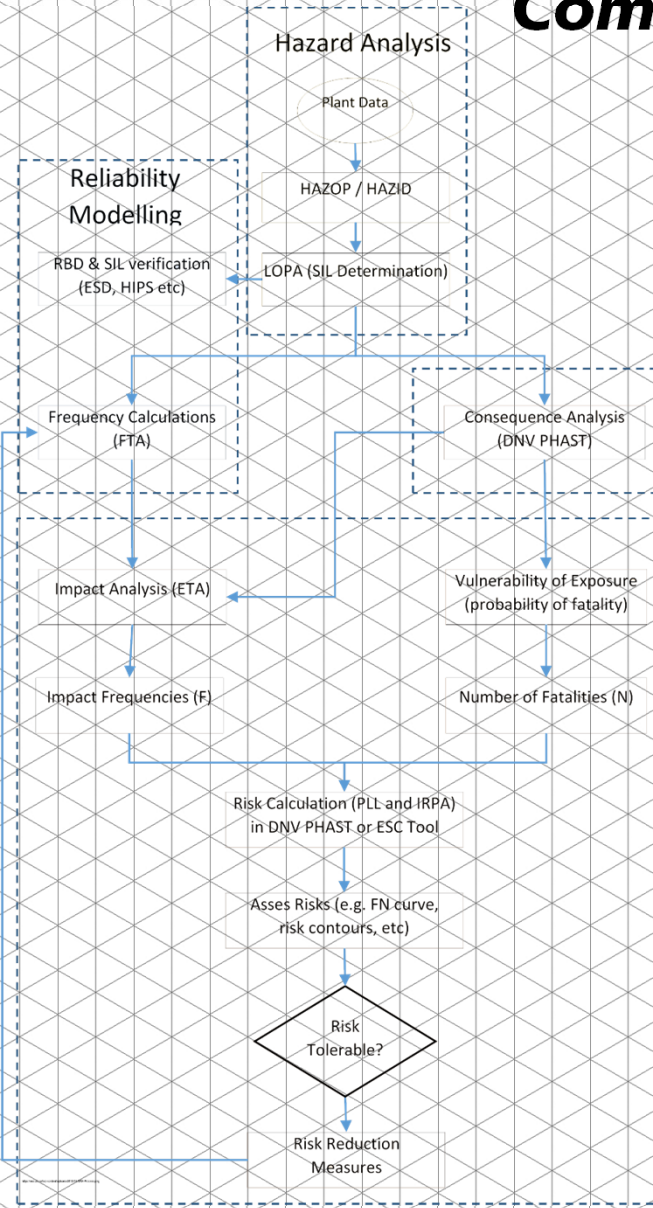 Com
Hazard Analysis
Plant Data
HAZOP / HAZID
Reliability
Modelling
RBD & SIL verification
(ESD, HIPS etc)
LOPA (SIL Determination)
Frequency Calculations
(FTA)
Consequence Analysis
(DNV PHAST)
Impact Analysis (ETA)
Vulnerability of Exposure
(probability of fatality)
Impact Frequencies (F)
Number of Fatalities (N)
Risk Calculation (PLL and IRPA)
in DNV PHAST or ESC Tool
Asses Risks (e.g. FN curve,
risk contours, etc)
Risk
Tolerable?
Risk Reduction
Measures